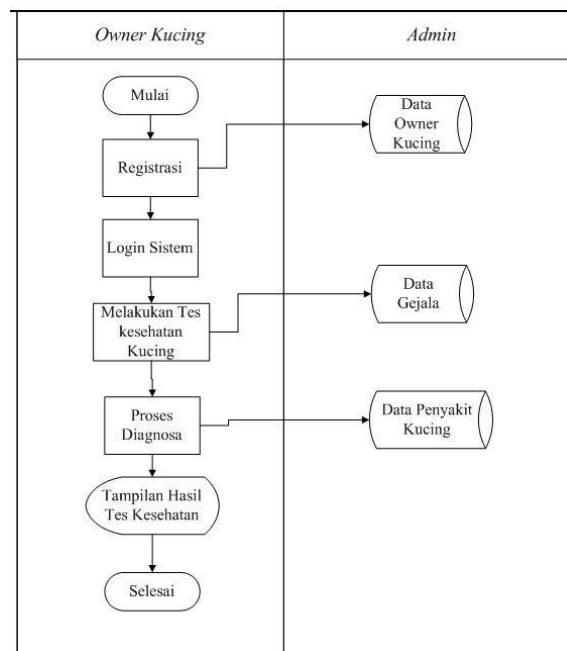 Owner Kucing
Admin
Mulai
Data
Owner
Kucing
Registrasi
Login Sistem
Data
Gejala
Melakukan Tes
kesehatan
Kucing
Proses
Diagnosa
Data Penyakit
Kucing
Tampilan Hasil
Tes Kesehatan
Selesai